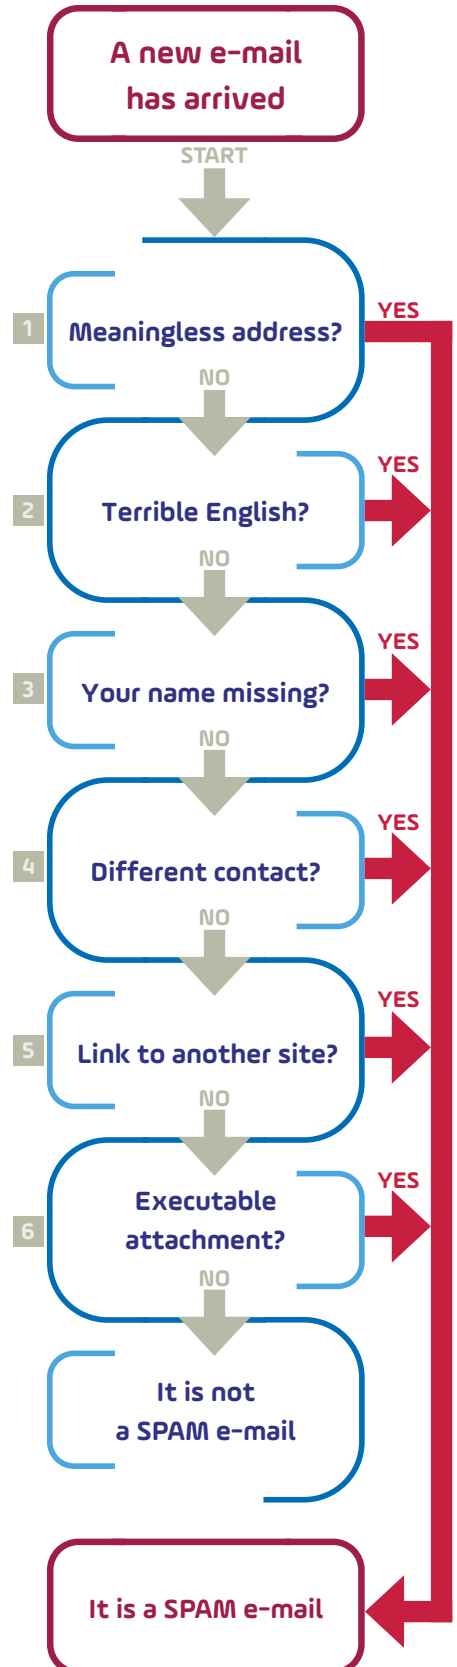 A new e-mail
has arrived
START
1
Meaningless address?
YES
NO
2
Terrible English?
YES
NO
3
Your name missing?
YES
NO
4
Different contact?
YES
NO
5
Link to another site?
YES
NO
6
Executable
attachment?
YES
NO
It is not
a SPAM e-mail
It is a SPAM e-mail